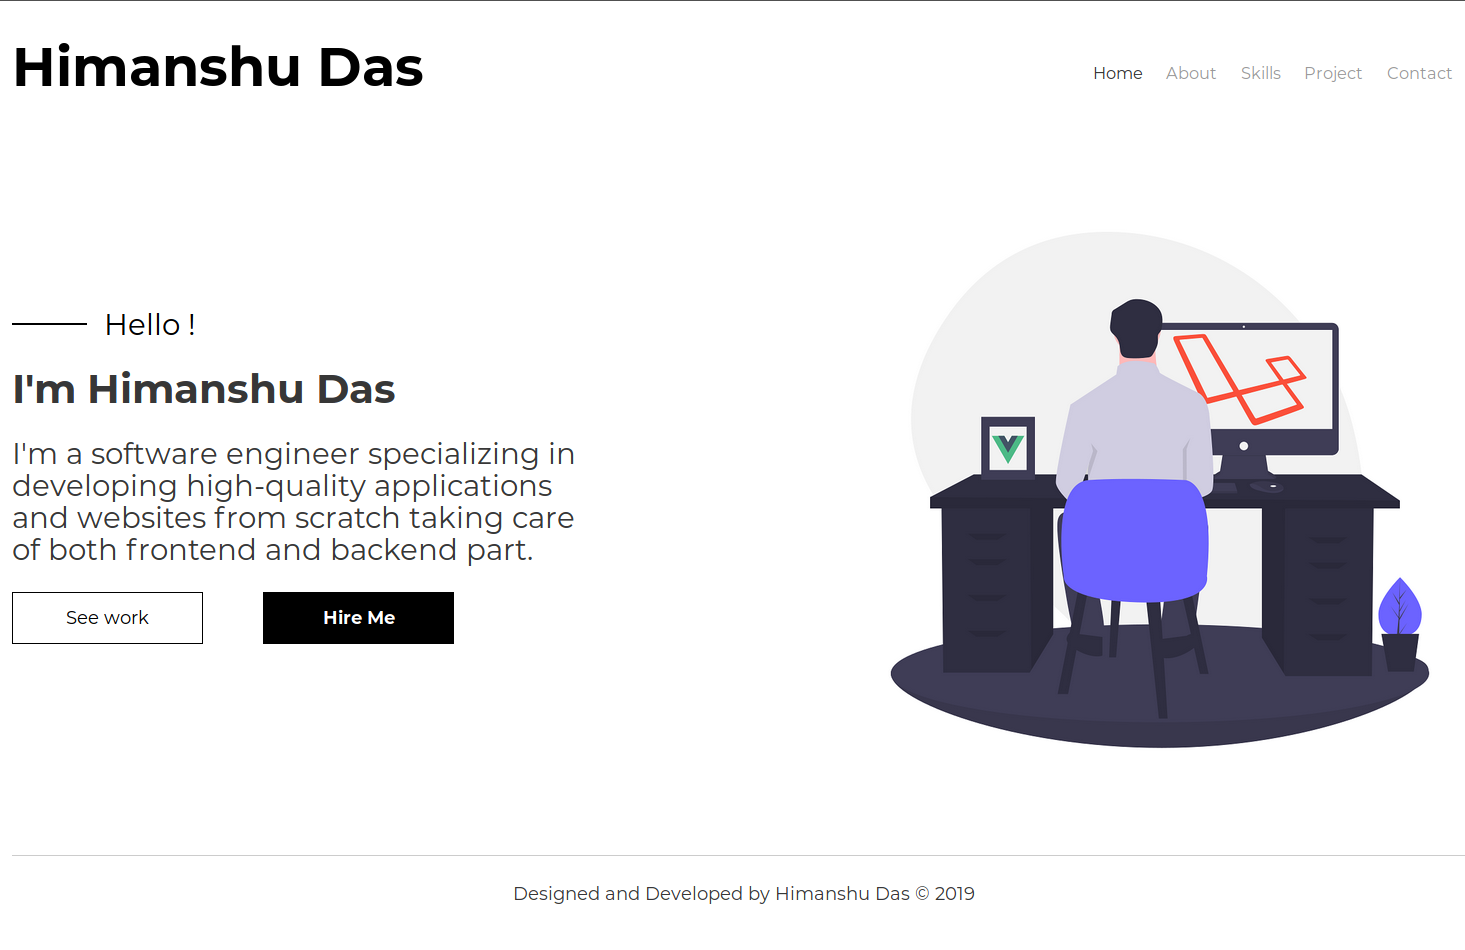 Himanshu Das
Home About Skills Project Contact
Hello !
I'm Himanshu Das
I'm a software engineer specializing in
developing high-quality applications
and websites from scratch taking care
of both frontend and backend part.
See work Hire Me
Designed and Developed by Himanshu Das © 2019